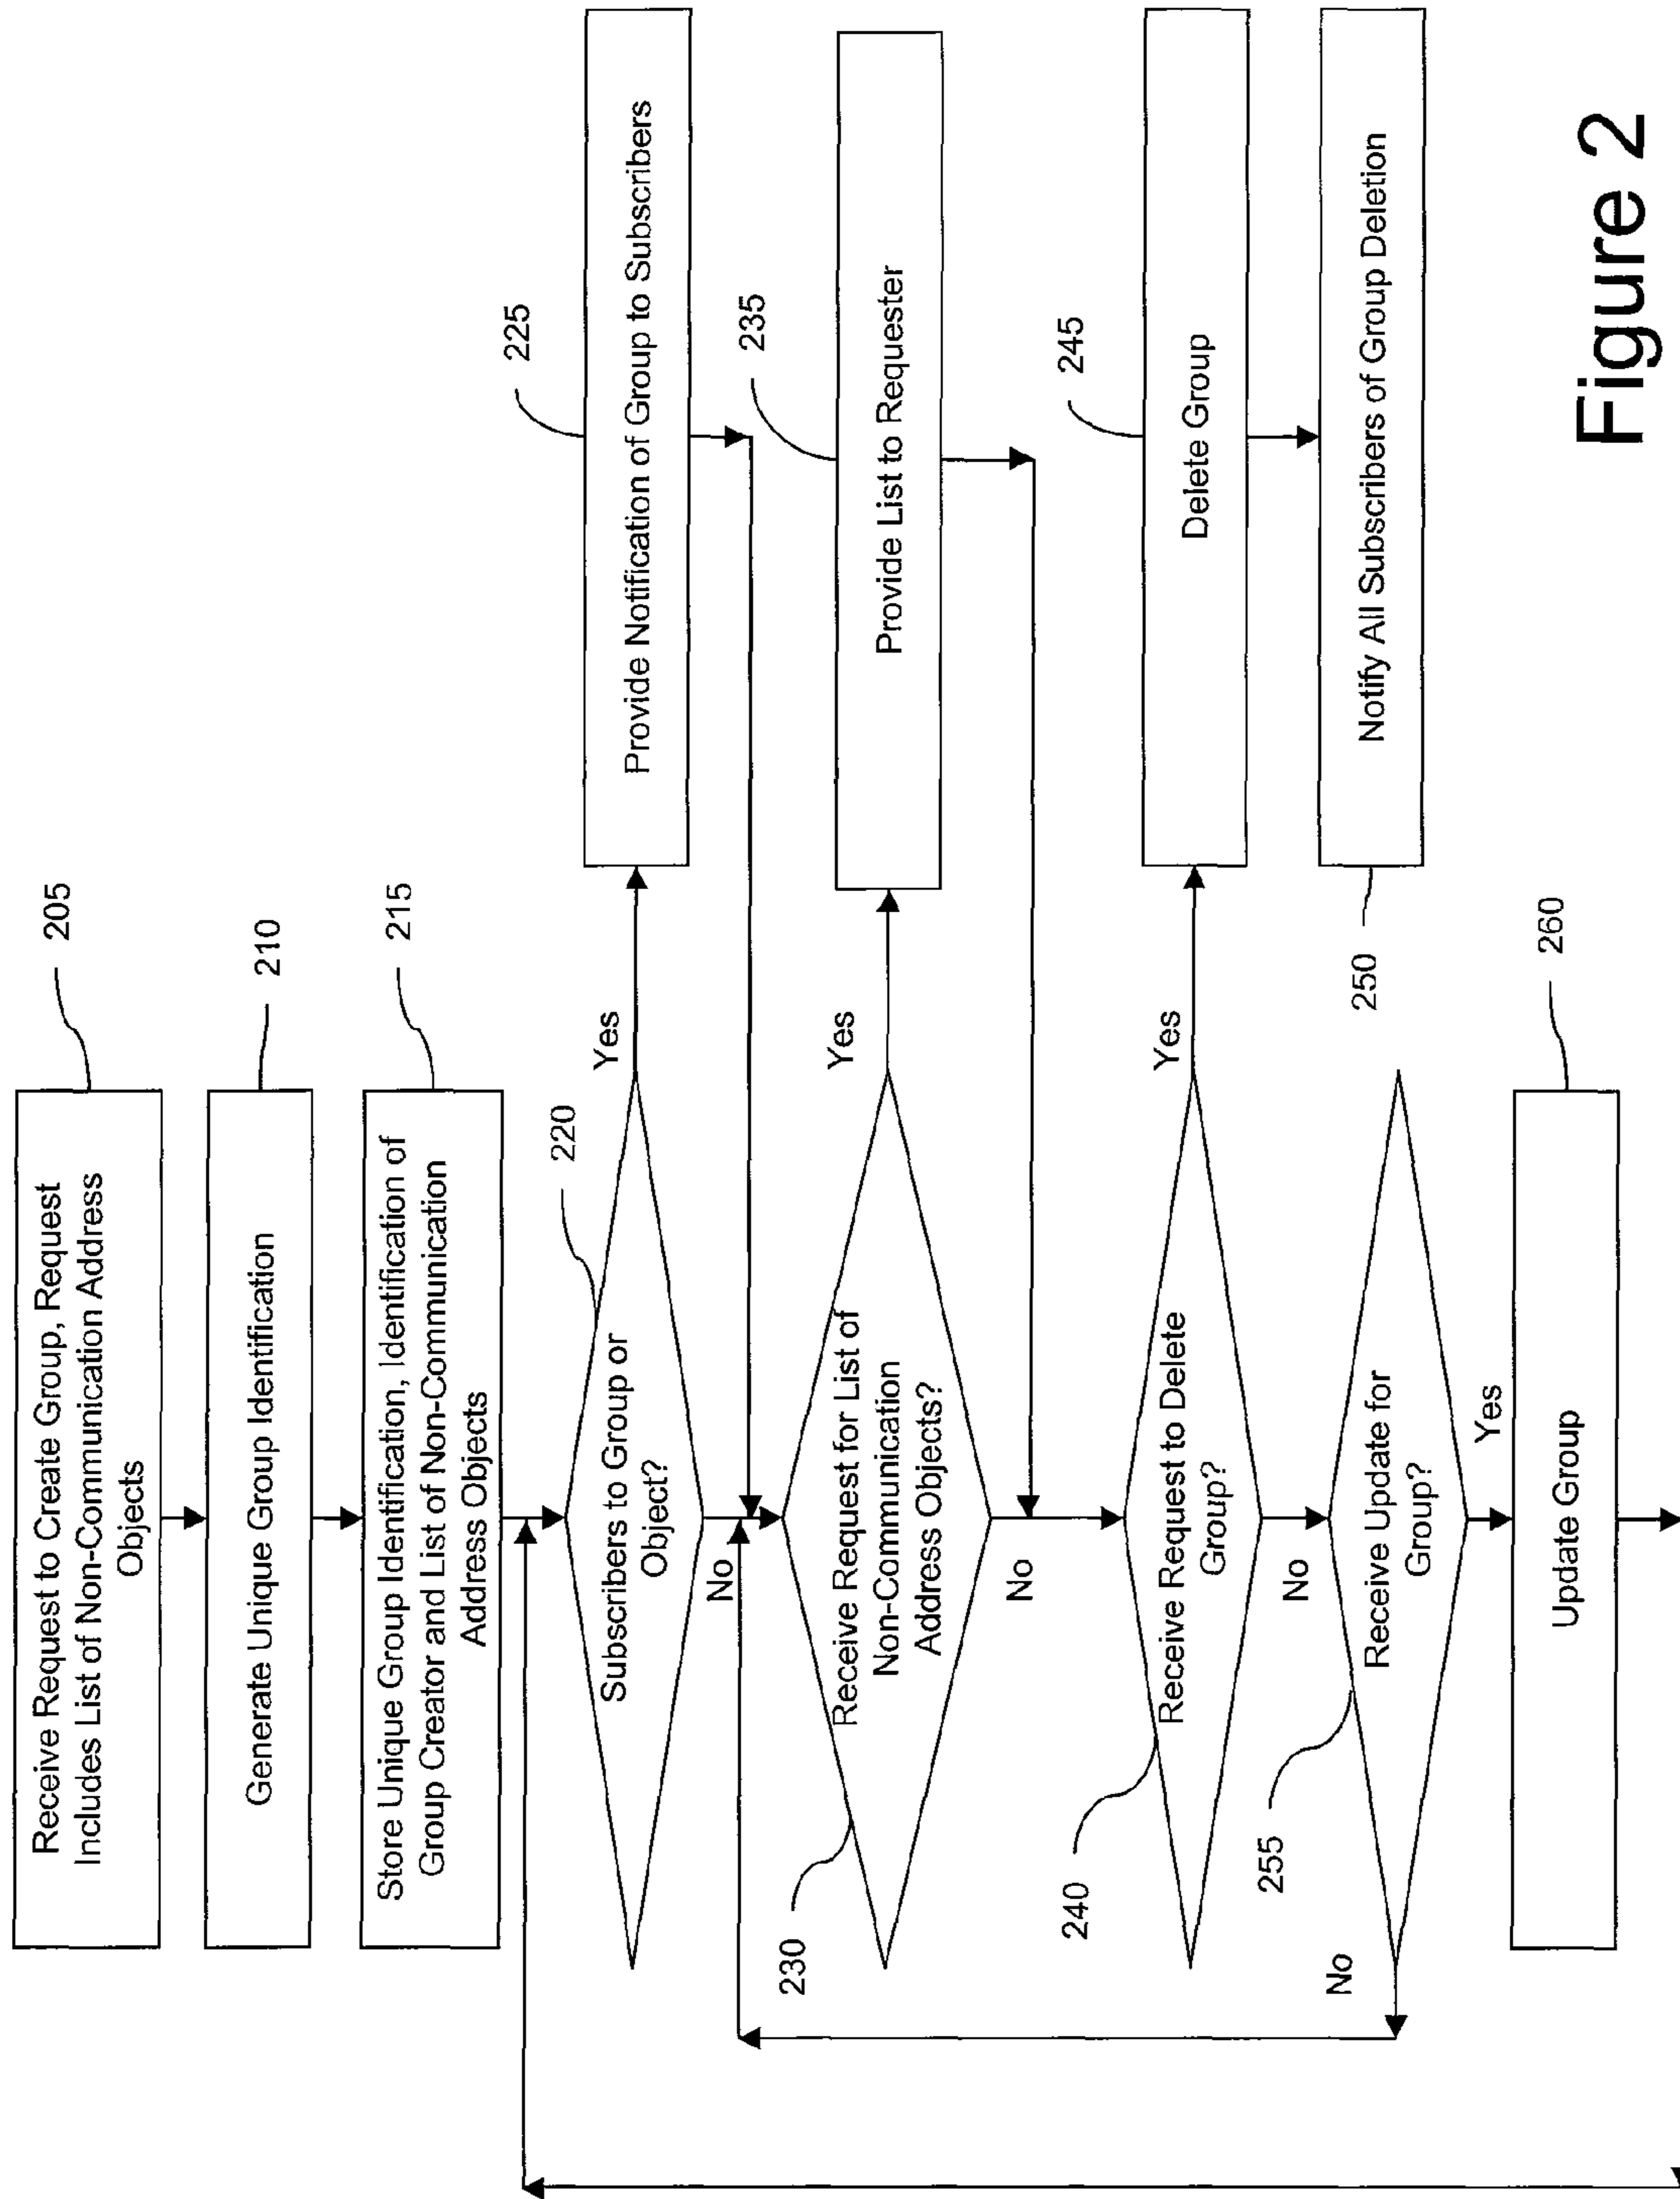 Receive Request to Create Group, Request
Includes List of Non-Communication Address
Objects
205
Generate Unique Group Identification
210
Store Unique Group Identification, Identification of
Group Creator and List of Non-Communication
Address Objects
215
Subscribers to Group or
Object?
220
Yes
No
Provide Notification of Group to Subscribers
225
Receive Request for List of
Non-Communication
Address Objects?
230
Yes
No
Provide List to Requester
235
Receive Request to Delete
Group?
240
Yes
No
Delete Group
245
Notify All Subscribers of Group Deletion
250
Receive Update for
Group?
255
No
Yes
Update Group
260
Figure 2